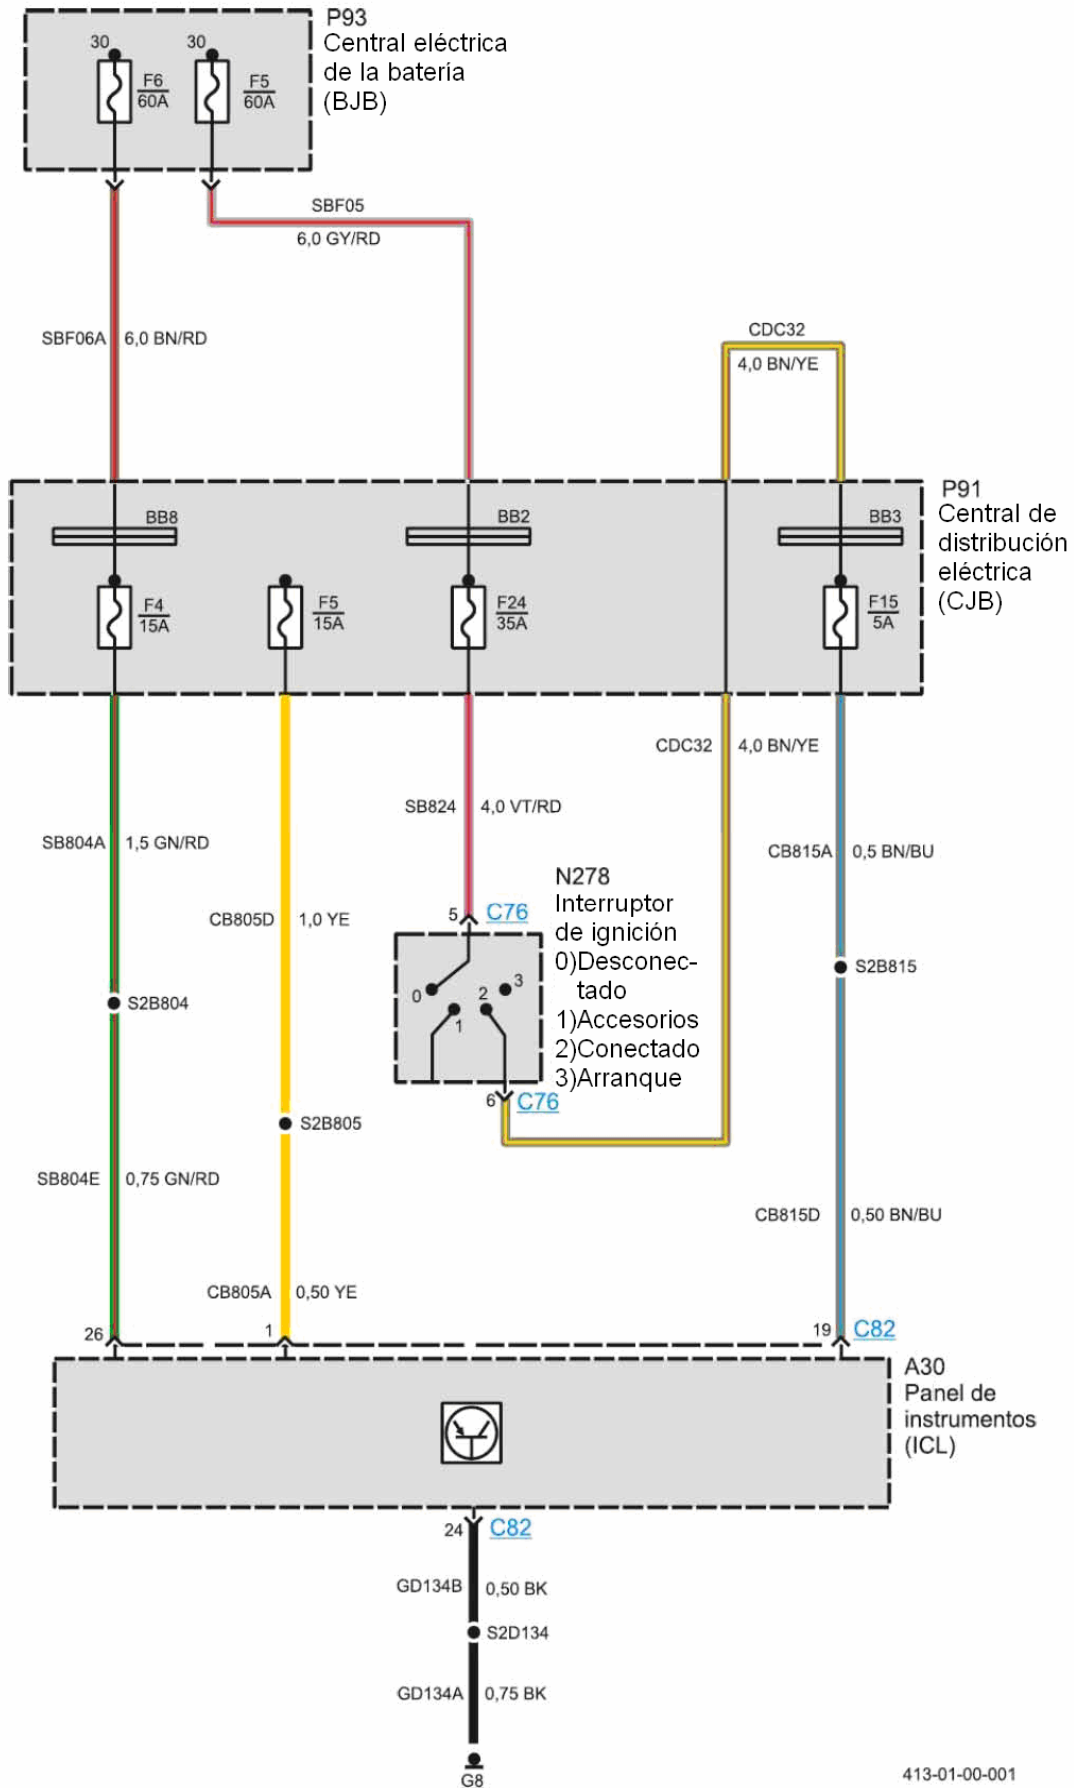 P93
Central eléctrica
de la batería
(BJB)
30
30
F6
60A
F5
60A
SBF05
6,0 GY/RD
SBF06A
6,0 BN/RD
CDC32
4,0 BN/YE
P91
Central de
distribución
eléctrica
(CJB)
BB8
BB2
BB3
F4
15A
F5
15A
F24
35A
F15
5A
CDC32
4,0 BN/YE
SB824
4,0 VT/RD
SB804A
1,5 GN/RD
CB815A
0,5 BN/BU
N278
Interruptor
de ignición
0)Desconec-
tado
1)Accesorios
2)Conectado
3)Arranque
5
C76
CB805D
1,0 YE
S2B815
0
1
2
3
S2B804
6
C76
S2B805
SB804E
0,75 GN/RD
CB815D
0,50 BN/BU
CB805A
0,50 YE
26
1
19
C82
A30
Panel de
instrumentos
(ICL)
24
C82
GD134B
0,50 BK
S2D134
GD134A
0,75 BK
G8
413-01-00-001